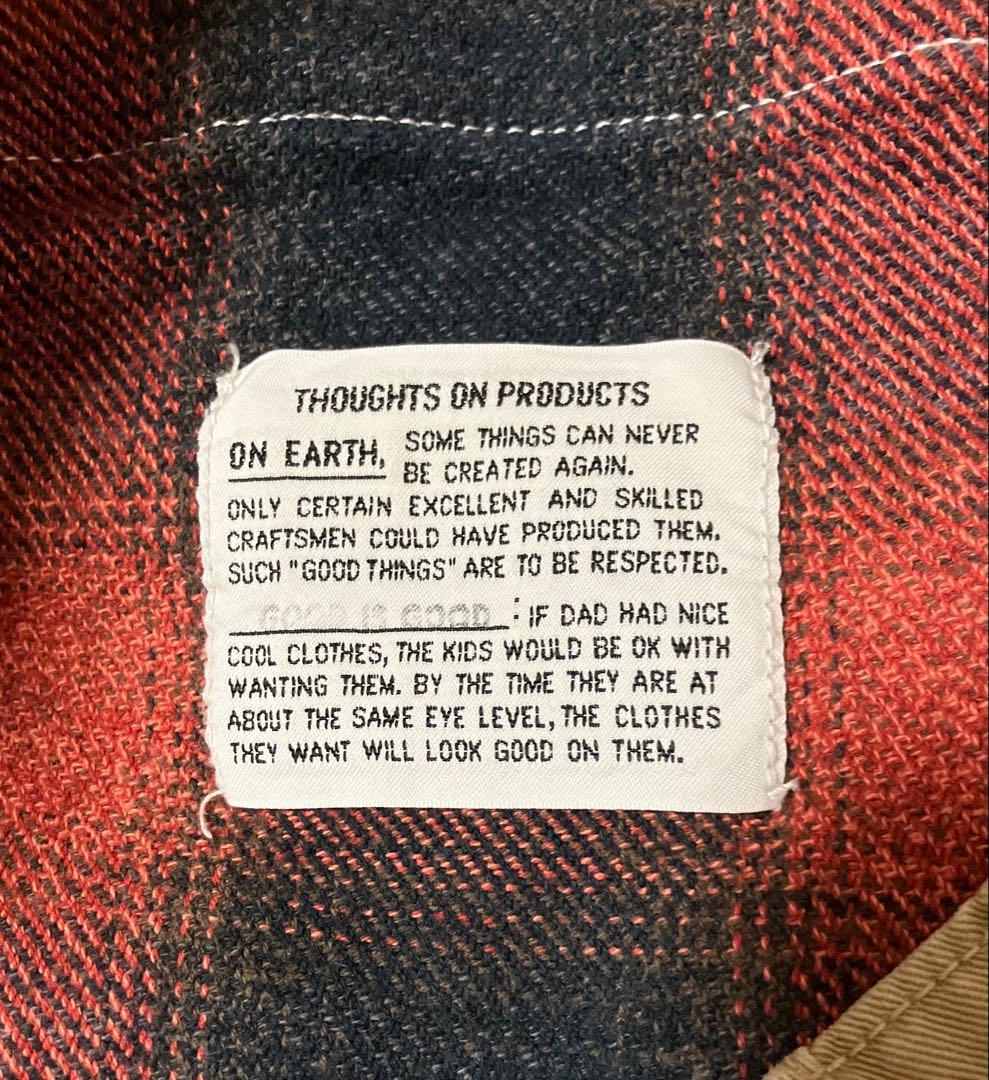 THOUGHTS ON PRODUCTS
ON EARTH, SOME THINGS CAN NEVER
BE CREATED AGAIN.
ONLY CERTAIN EXCELLENT AND SKILLED
CRAFTSMEN COULD HAVE PRODUCED THEM.
SUCH "GOOD THINGS" ARE TO BE RESPECTED.
GOOD IS GOOD : IF DAD HAD NICE
COOL CLOTHES, THE KIDS WOULD BE OK WITH
WANTING THEM. BY THE TIME THEY ARE AT
ABOUT THE SAME EYE LEVEL, THE CLOTHES
THEY WANT WILL LOOK GOOD ON THEM.